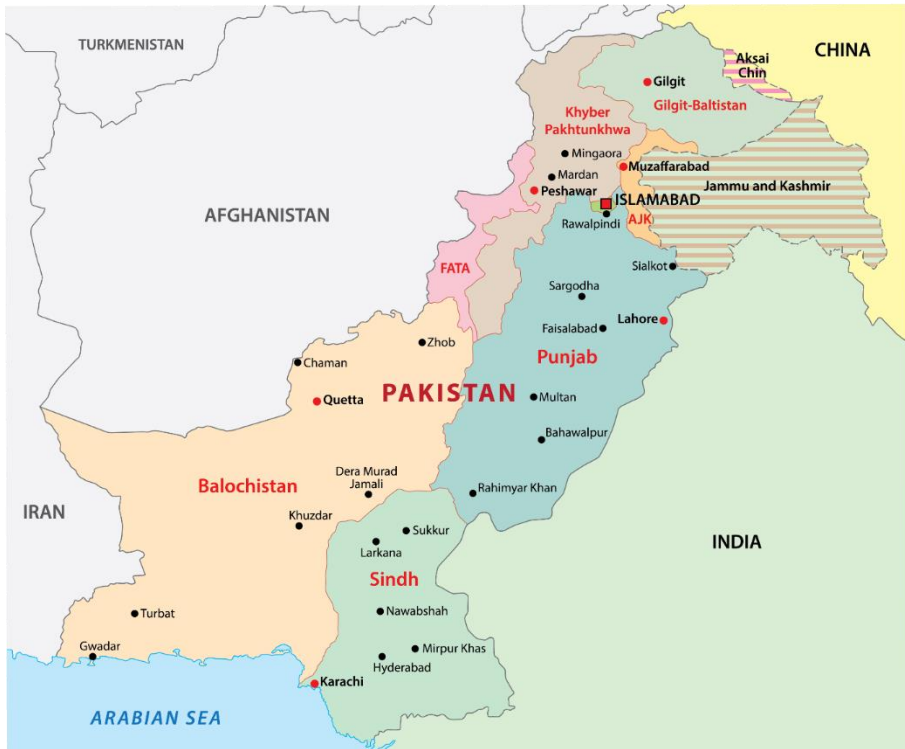 TURKMENISTAN
CHINA
Aksai
Chin
Gilgit
Gilgit-Baltistan
Khyber
Pakhtunkhwa
Mingaora
Muzaffarabad
Mardan
Peshawar
Jammu and Kashmir
ISLAMABAD
AFGHANISTAN
AJK
Rawalpindi
FATA
Sialkot
Sargodha
Lahore
Faisalabad
Zhob
Punjab
Chaman
PAKISTAN
Quetta
Multan
Bahawalpur
Dera Murad
Jamali
Balochistan
Rahimyar Khan
IRAN
Khuzdar
Sukkur
INDIA
Larkana
Sindh
Turbat
Nawabshah
Gwadar
Mirpur Khas
Hyderabad
Karachi
ARABIAN SEA